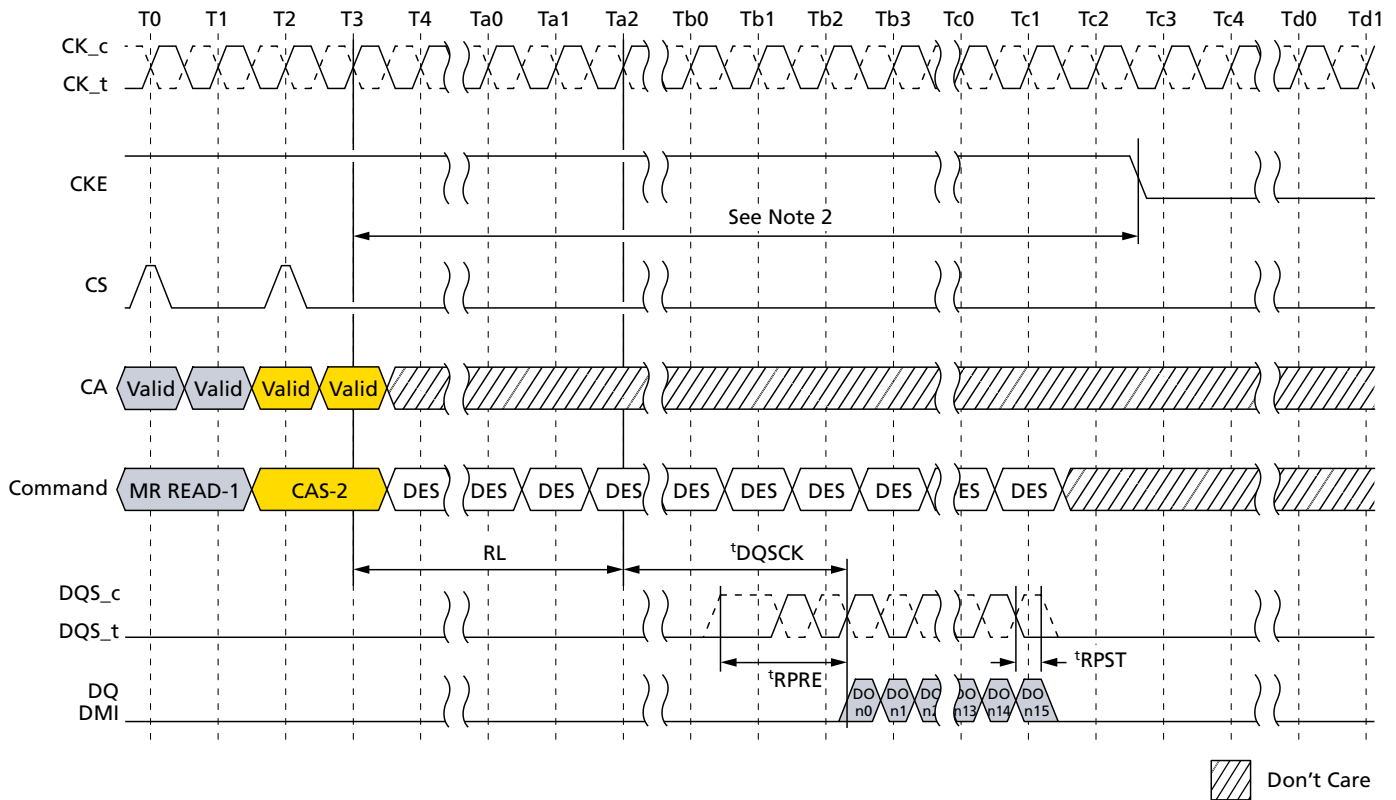 T0 T1 T2 T3 T4 Ta0 Ta1 Ta2 Tb0 Tb1 Tb2 Tb3 Tc0 Tc1 Tc2 Tc3 Tc4 Td0 Td1
CK_c
CK_t
CKE
See Note 2
CS
CA Valid Valid Valid Valid
Command MR READ-1 CAS-2 DES DES DES DES DES DES DES DES ES DES
RL tDQSCK
DQS_c
DQS_t
tRPRE tRPST
DQ
DMI
DO n0 DO n1 DO n2 DO n13 DO n14 DO n15
Don't Care